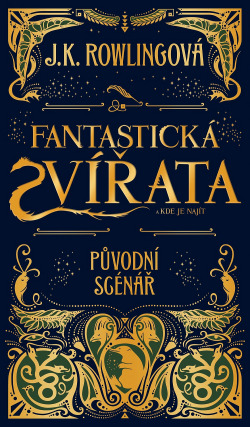 J.K. ROWLINGOVÁ
FANTASTICKÁ
ZVÍŘATA
A KDE JE NAJÍT
PŮVODNÍ
SCÉNÁŘ